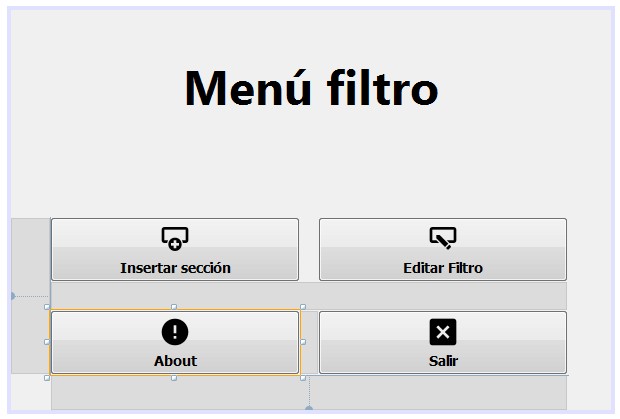 Menú filtro
Insertar sección
Editar Filtro
About
Salir